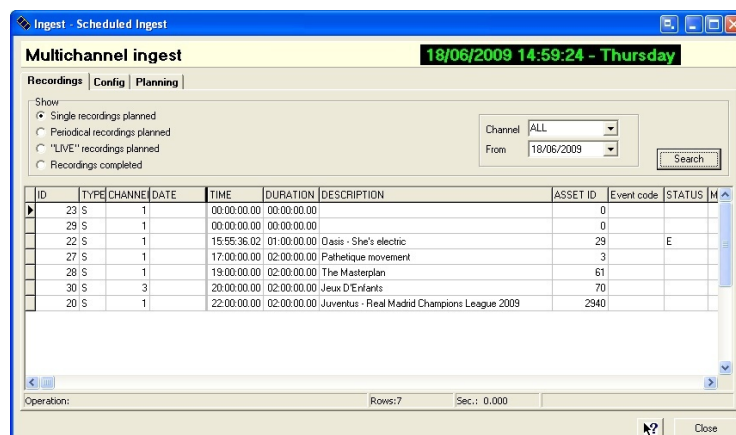 Ingest - Scheduled Ingest
Multichannel ingest
18/06/2009 14:59:24 - Thursday
Recordings Config Planning
Show
Single recordings planned
Periodical recordings planned
"LIVE" recordings planned
Recordings completed
Channel ALL
From 18/06/2009
Search
ID TYPE CHANNEL DATE TIME DURATION DESCRIPTION ASSET ID Event code STATUS M
23 S 1 00:00:00.00 00:00:00.00 0
29 S 1 00:00:00.00 00:00:00.00 0
22 S 1 15:55:36.02 01:00:00.00 Oasis - She's electric 29 E
27 S 1 17:00:00.00 02:00:00.00 Pathetique movement 3
28 S 1 19:00:00.00 02:00:00.00 The Masterplan 61
30 S 3 20:00:00.00 02:00:00.00 Jeux D'Enfants 70
20 S 1 22:00:00.00 02:00:00.00 Juventus - Real Madrid Champions League 2009 2940
Operation: Rows:7 Sec.: 0.000
Close